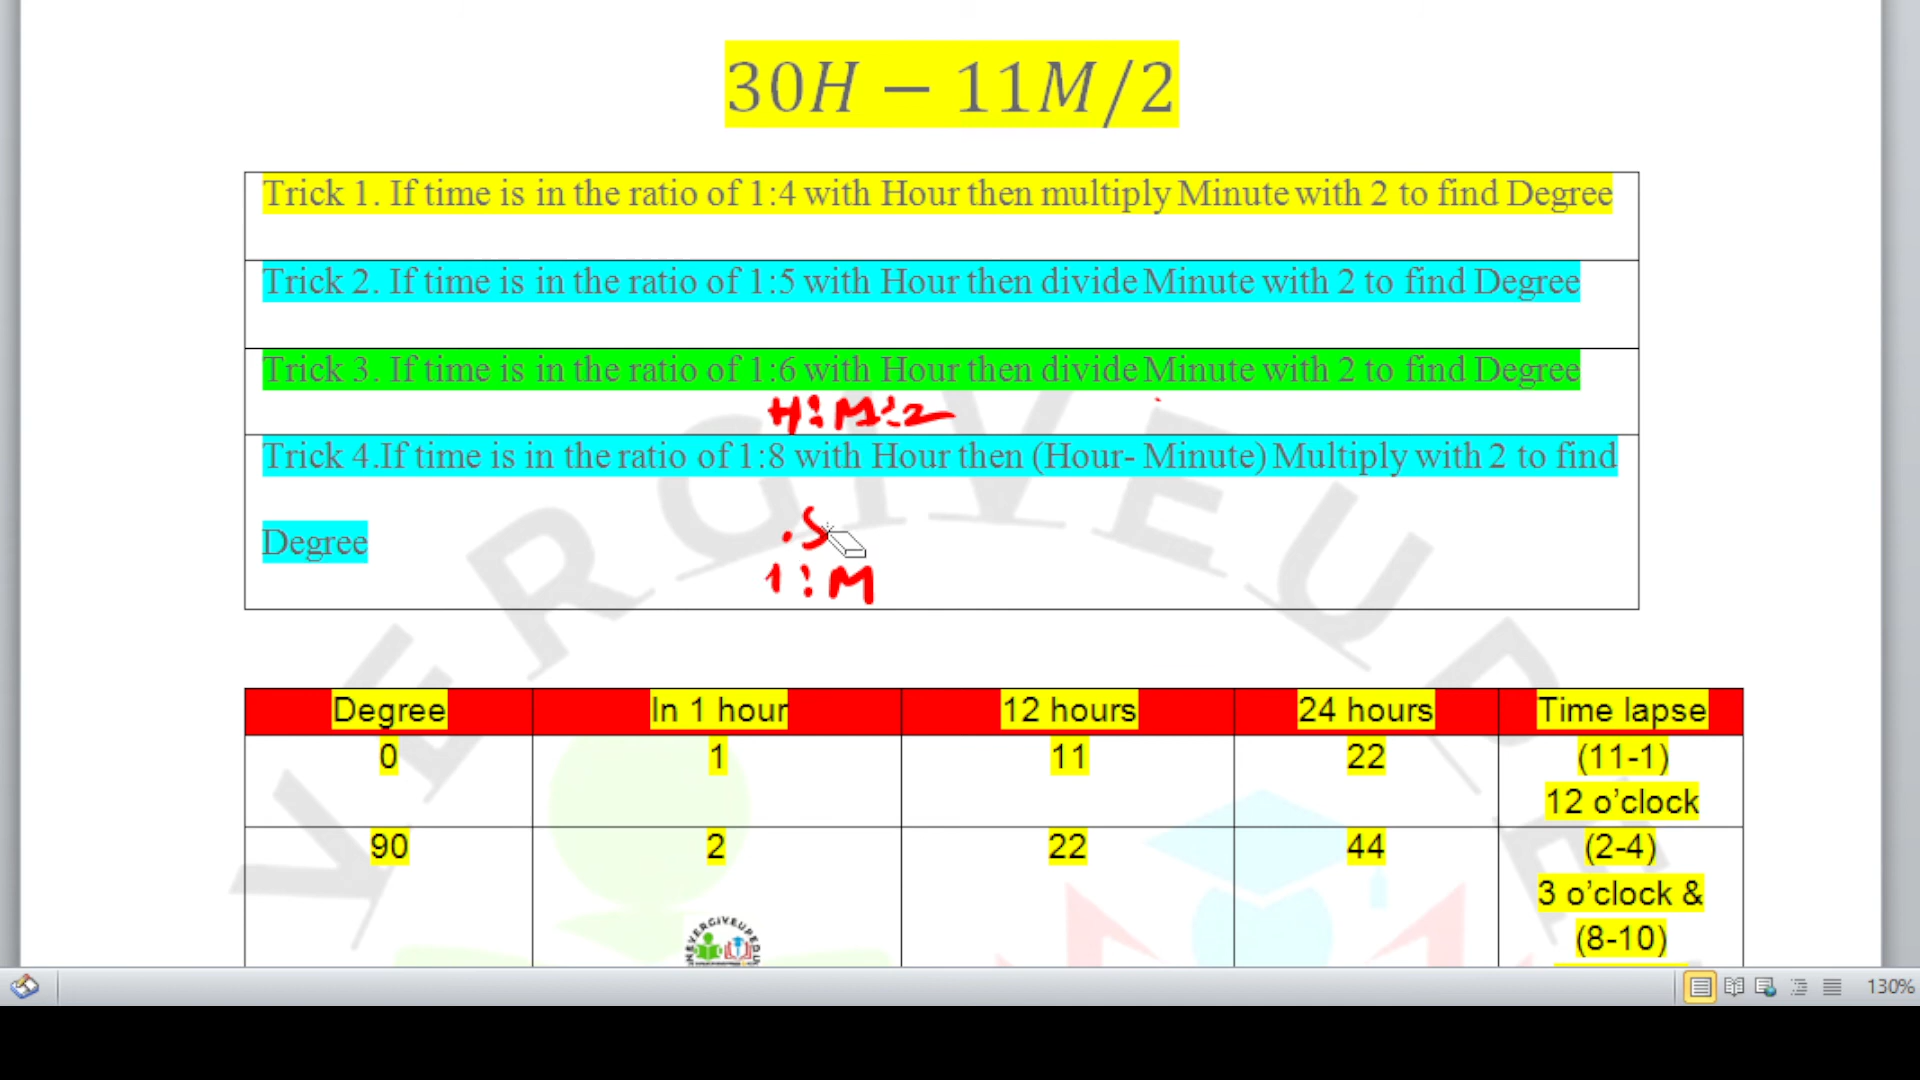 30H − 11M/2
Trick 1. If time is in the ratio of 1:4 with Hour then multiply Minute with 2 to find Degree
Trick 2. If time is in the ratio of 1:5 with Hour then divide Minute with 2 to find Degree
Trick 3. If time is in the ratio of 1:6 with Hour then divide Minute with 2 to find Degree
H:M:2
Trick 4.If time is in the ratio of 1:8 with Hour then (Hour- Minute) Multiply with 2 to find
Degree
1:M
Degree In 1 hour 12 hours 24 hours Time lapse
0 1 11 22 (11-1)
12 o’clock
90 2 22 44 (2-4)
3 o’clock &
(8-10)
NEVERGIVEUPEDU
130%